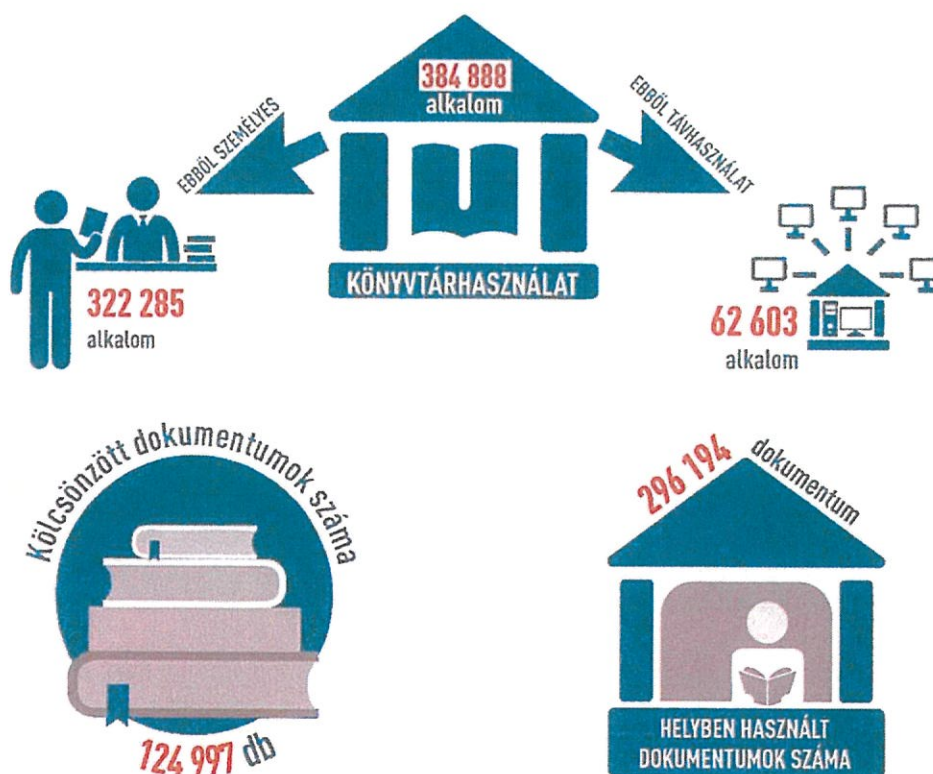 384 888
alkalom
EBBŐL SZEMÉLYES
EBBŐL TÁVHASZNÁLAT
KÖNYVTÁRHASZNÁLAT
322 285
alkalom
62 603
alkalom
Kölcsönzött dokumentumok száma
124 997 db
296 194 dokumentum
HELYBEN HASZNÁLT
DOKUMENTUMOK SZÁMA